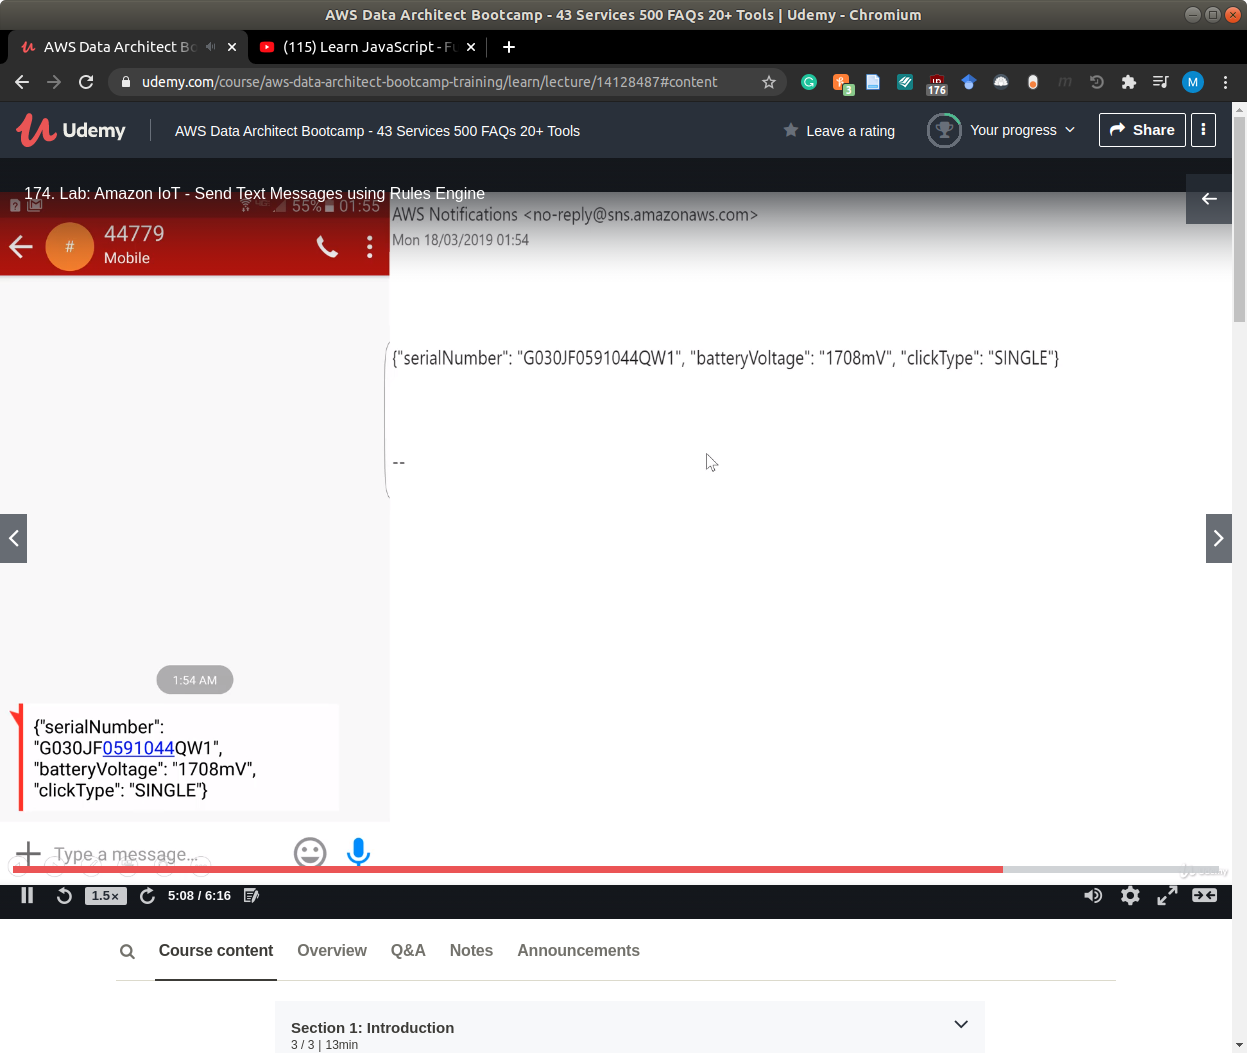 AWS Data Architect Bootcamp - 43 Services 500 FAQs 20+ Tools | Udemy - Chromium
AWS Data Architect Bo
(115) Learn JavaScript - Fu
udemy.com/course/aws-data-architect-bootcamp-training/learn/lecture/14128487#content
3
176
M
Udemy
AWS Data Architect Bootcamp - 43 Services 500 FAQs 20+ Tools
Leave a rating
Your progress
Share
174. Lab: Amazon IoT - Send Text Messages using Rules Engine
55% 01:55
#
44779
Mobile
AWS Notifications <no-reply@sns.amazonaws.com>
Mon 18/03/2019 01:54
{"serialNumber": "G030JF0591044QW1", "batteryVoltage": "1708mV", "clickType": "SINGLE"}
--
1:54 AM
{"serialNumber":
"G030JF0591044QW1",
"batteryVoltage": "1708mV",
"clickType": "SINGLE"}
Type a message...
1.5×
5:08 / 6:16
Course content
Overview
Q&A
Notes
Announcements
Section 1: Introduction
3 / 3 | 13min